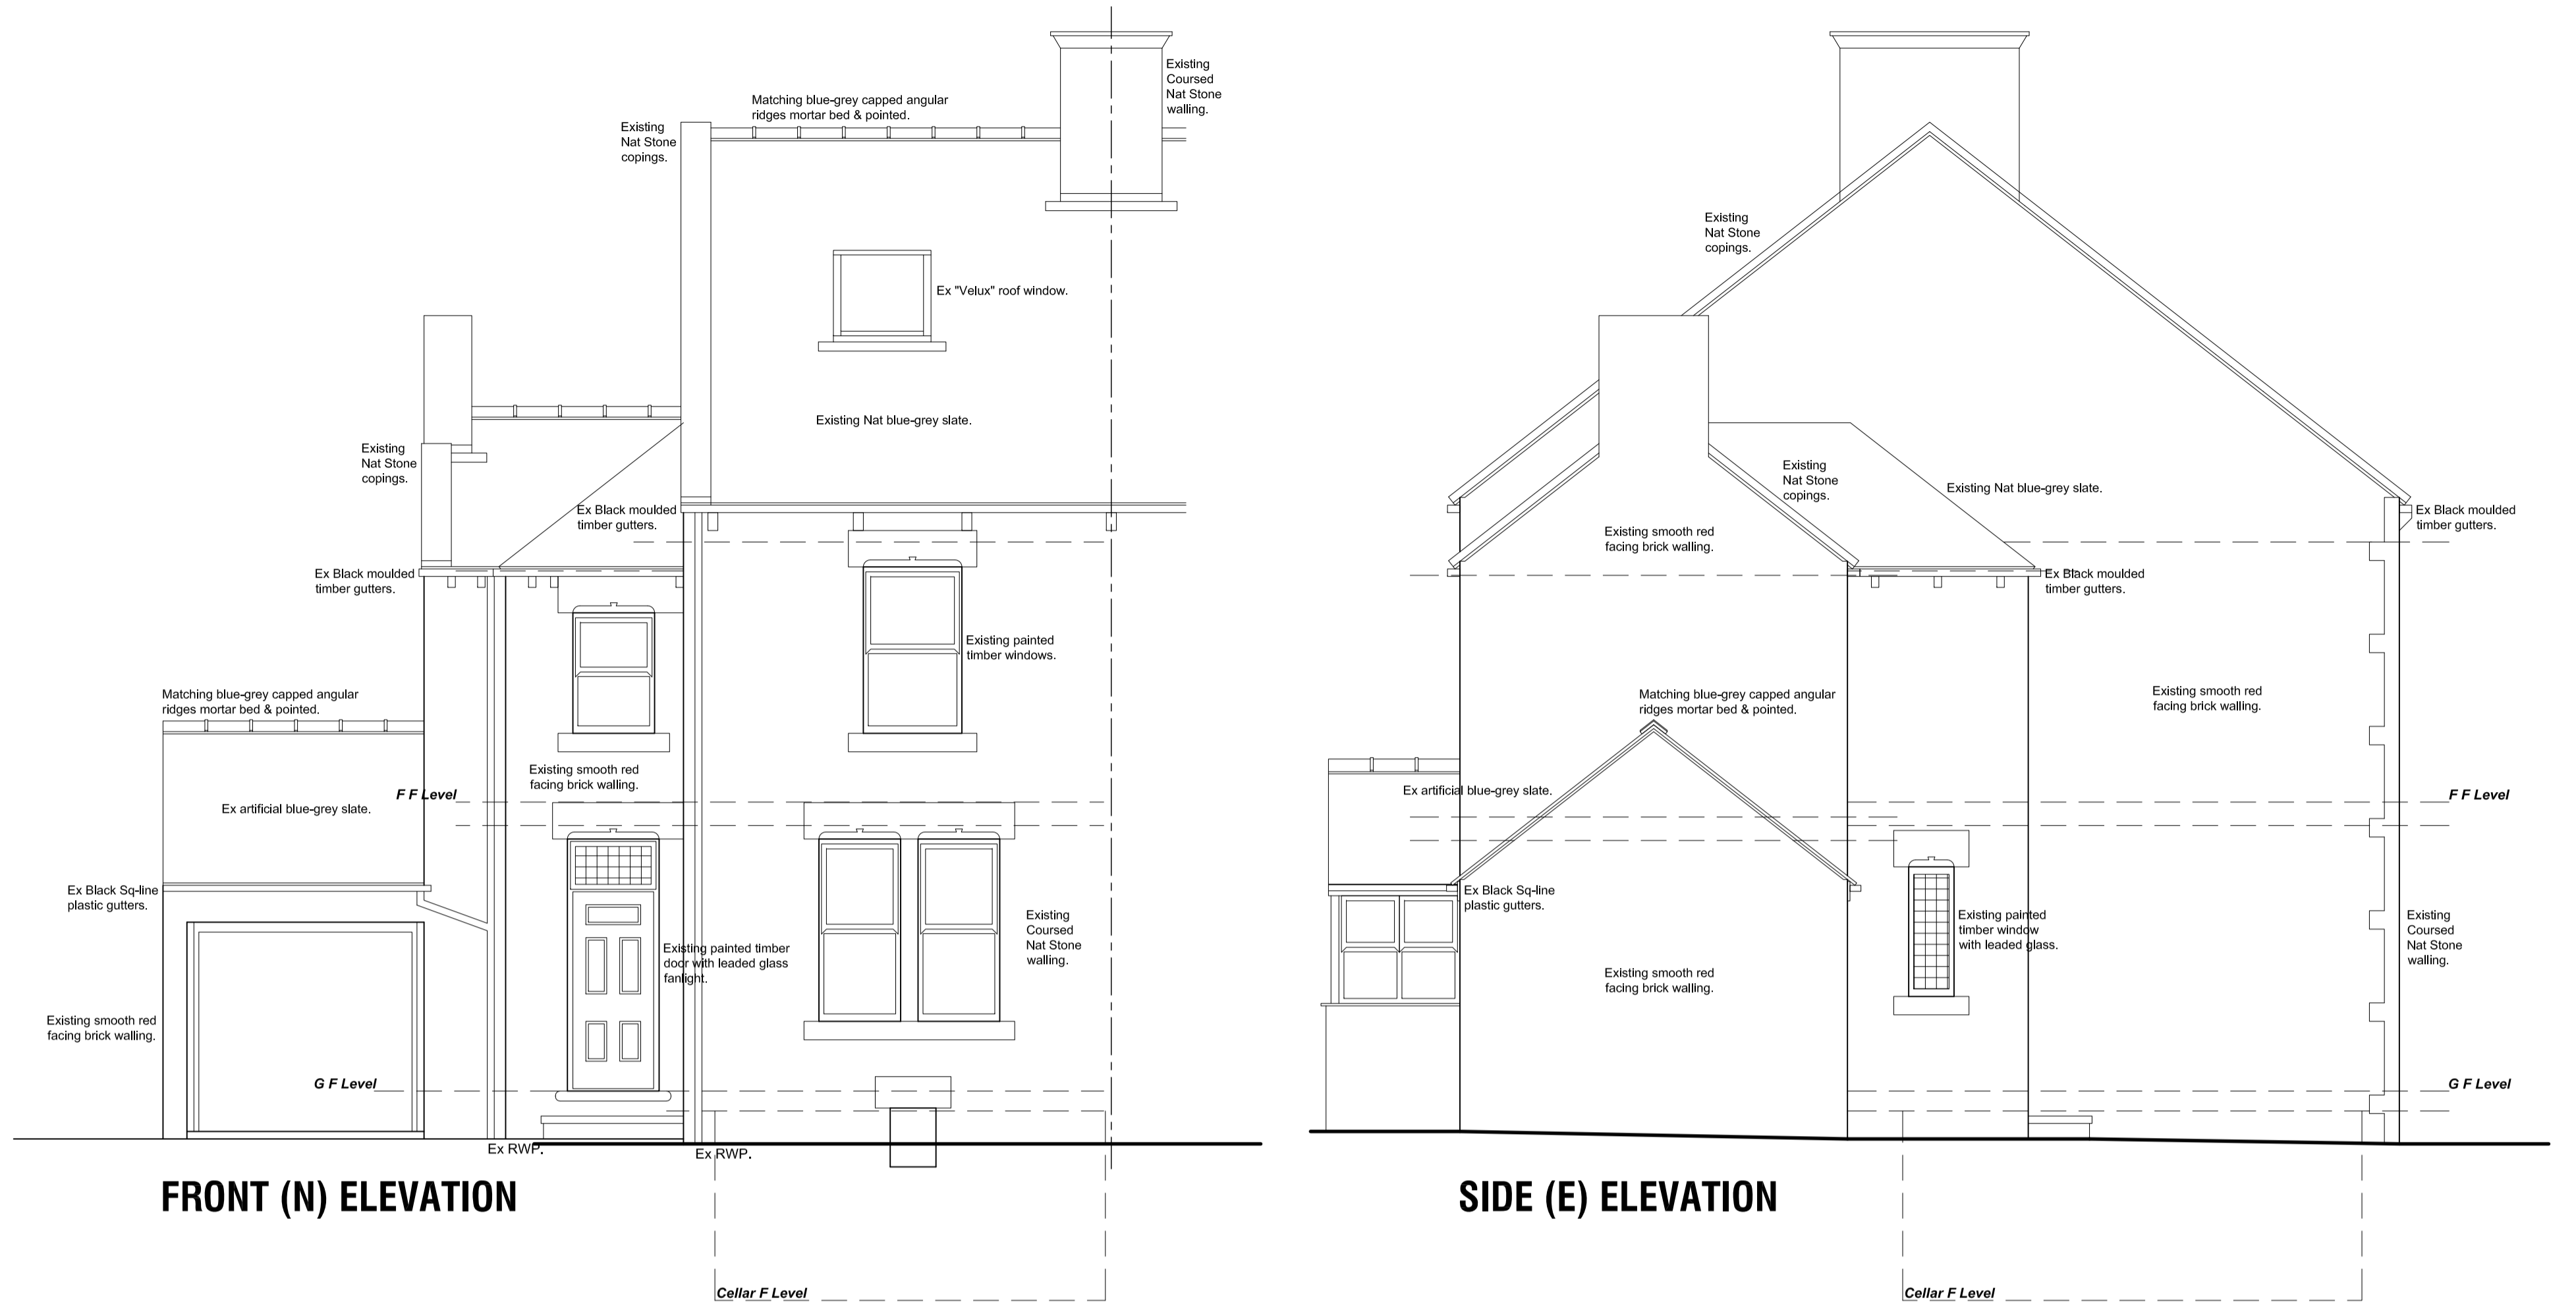 Existing
Coursed
Nat Stone
walling.
Matching blue-grey capped angular
ridges mortar bed & pointed.
Existing
Nat Stone
copings.
Ex "Velux" roof window.
Existing Nat blue-grey slate.
Existing
Nat Stone
copings.
Ex Black moulded
timber gutters.
Ex Black moulded
timber gutters.
Existing painted
timber windows.
Matching blue-grey capped angular
ridges mortar bed & pointed.
Existing smooth red
facing brick walling.
F F Level
Ex artificial blue-grey slate.
Ex Black Sq-line
plastic gutters.
Existing painted timber
door with leaded glass
fanlight.
Existing
Coursed
Nat Stone
walling.
Existing smooth red
facing brick walling.
G F Level
Ex RWP.
Ex RWP.
FRONT (N) ELEVATION
Cellar F Level
Existing
Nat Stone
copings.
Existing
Nat Stone
copings.
Existing Nat blue-grey slate.
Ex Black moulded
timber gutters.
Existing smooth red
facing brick walling.
Ex Black moulded
timber gutters.
Matching blue-grey capped angular
ridges mortar bed & pointed.
Existing smooth red
facing brick walling.
Ex artificial blue-grey slate.
F F Level
Ex Black Sq-line
plastic gutters.
Existing painted
timber window
with leaded glass.
Existing
Coursed
Nat Stone
walling.
Existing smooth red
facing brick walling.
G F Level
SIDE (E) ELEVATION
Cellar F Level